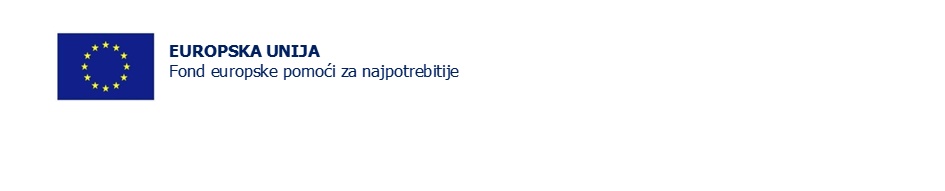 EUROPSKA UNIJA
Fond europske pomoći za najpotrebitije